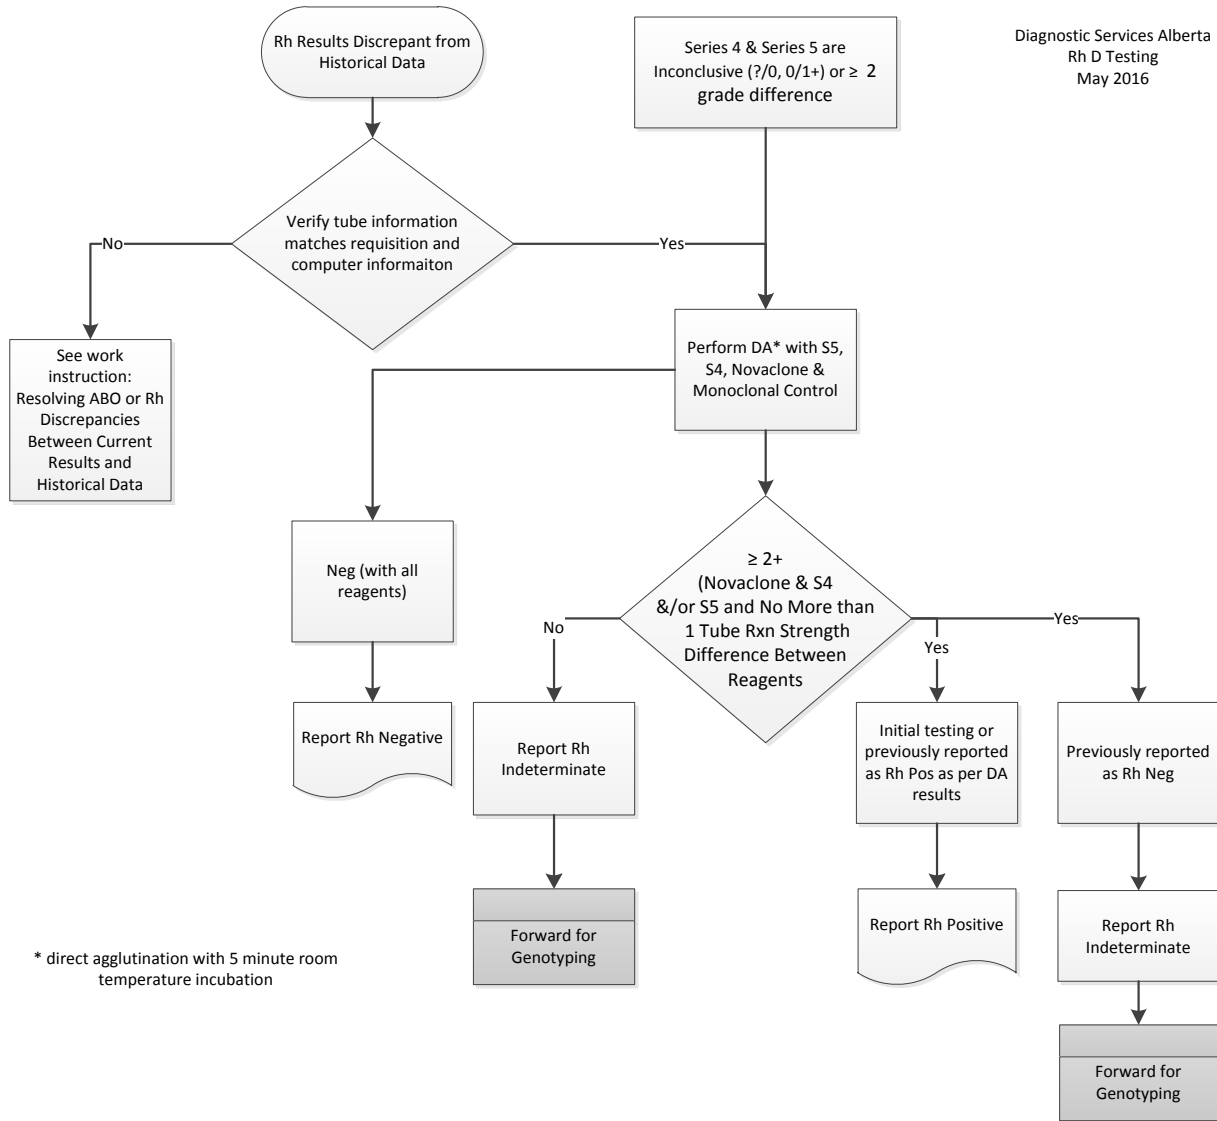 Rh Results Discrepant from
Historical Data
Series 4 & Series 5 are
Inconclusive (?/0, 0/1+) or ≥ 2
grade difference
Diagnostic Services Alberta
Rh D Testing
May 2016
Verify tube information
matches requisition and
computer informaiton
No
Yes
See work
instruction:
Resolving ABO or Rh
Discrepancies
Between Current
Results and
Historical Data
Perform DA* with S5,
S4, Novaclone &
Monoclonal Control
Neg (with all
reagents)
≥ 2+
(Novaclone & S4
&/or S5 and No More than
1 Tube Rxn Strength
Difference Between
Reagents
No
Yes
Yes
Report Rh Negative
Report Rh
Indeterminate
Initial testing or
previously reported
as Rh Pos as per DA
results
Previously reported
as Rh Neg
Forward for
Genotyping
Report Rh Positive
Report Rh
Indeterminate
* direct agglutination with 5 minute room
temperature incubation
Forward for
Genotyping